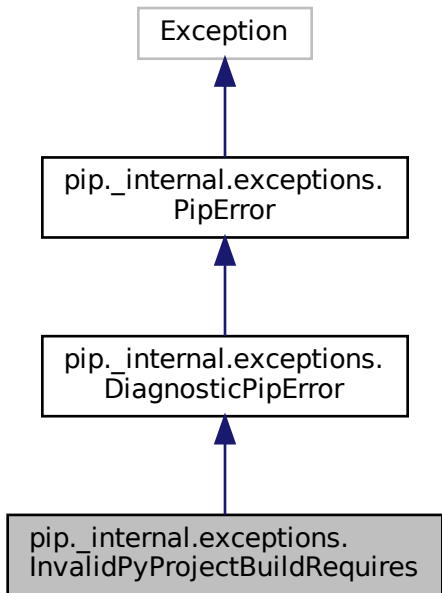 Exception
pip._internal.exceptions.
PipError
pip._internal.exceptions.
DiagnosticPipError
pip._internal.exceptions.
InvalidPyProjectBuildRequires